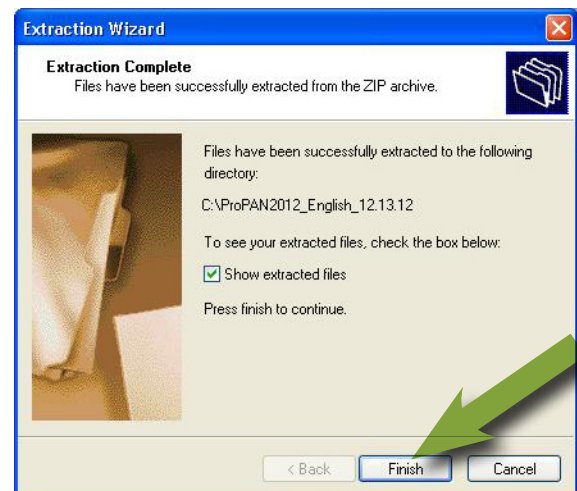 Extraction Wizard
Extraction Complete
Files have been successfully extracted from the ZIP archive.
Files have been successfully extracted to the following
directory:
C:\ProPAN2012_English_12.13.12
To see your extracted files, check the box below:
Show extracted files
Press finish to continue.
< Back Finish Cancel